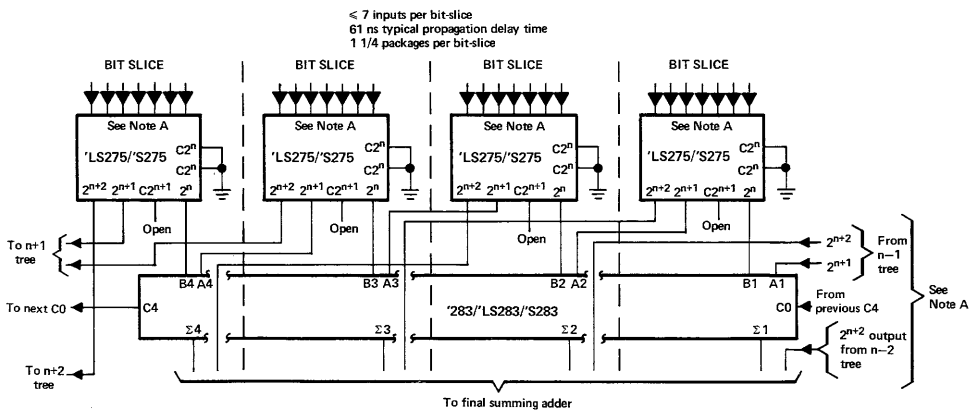 ≤ 7 inputs per bit-slice
61 ns typical propagation delay time
1 1/4 packages per bit-slice
BIT SLICE BIT SLICE BIT SLICE BIT SLICE
See Note A See Note A See Note A See Note A
C2ⁿ C2ⁿ C2ⁿ C2ⁿ
'LS275/'S275 'LS275/'S275 'LS275/'S275 'LS275/'S275
C2ⁿ C2ⁿ C2ⁿ C2ⁿ
2ⁿ⁺² 2ⁿ⁺¹ C2ⁿ⁺¹ 2ⁿ 2ⁿ⁺² 2ⁿ⁺¹ C2ⁿ⁺¹ 2ⁿ 2ⁿ⁺² 2ⁿ⁺¹ C2ⁿ⁺¹ 2ⁿ 2ⁿ⁺² 2ⁿ⁺¹ C2ⁿ⁺¹ 2ⁿ
Open Open Open Open
To n+1
tree
2ⁿ⁺²
2ⁿ⁺¹
From
n−1
tree
B4 A4 B3 A3 B2 A2 B1 A1
To next C0
C4
'283/'LS283/'S283
C0
From
previous C4
See
Note A
Σ4 Σ3 Σ2 Σ1
2ⁿ⁺² output
from n−2
tree
To n+2
tree
To final summing adder